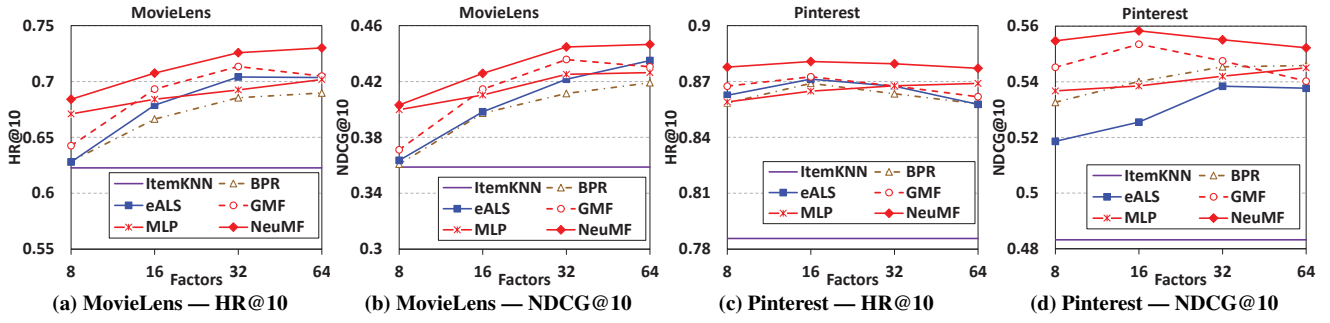 MovieLens
0.75
0.7
0.65
0.6
0.55
HR@10
ItemKNN
BPR
eALS
GMF
MLP
NeuMF
8 16 32 64
Factors
(a) MovieLens — HR@10
MovieLens
0.46
0.42
0.38
0.34
0.3
NDCG@10
ItemKNN
BPR
eALS
GMF
MLP
NeuMF
8 16 32 64
Factors
(b) MovieLens — NDCG@10
Pinterest
0.9
0.87
0.84
0.81
0.78
HR@10
ItemKNN
BPR
eALS
GMF
MLP
NeuMF
8 16 32 64
Factors
(c) Pinterest — HR@10
Pinterest
0.56
0.54
0.52
0.5
0.48
NDCG@10
ItemKNN
BPR
eALS
GMF
MLP
NeuMF
8 16 32 64
Factors
(d) Pinterest — NDCG@10